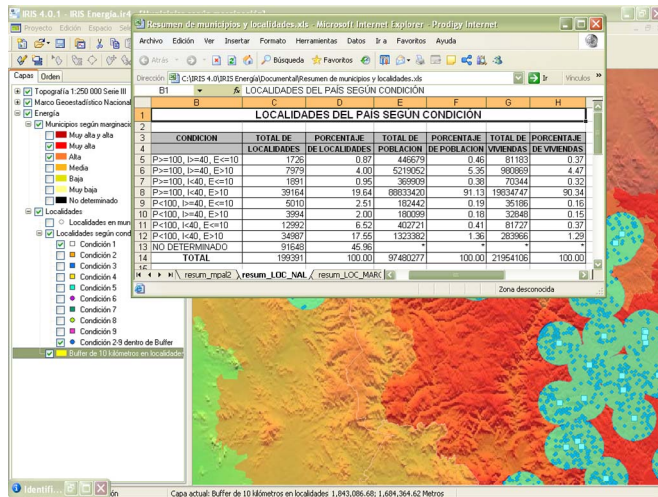 IRIS 4.0.1 - IRIS Energía.ir4
Proyecto Edición Espacio
Capas Orden
Topografía 1:250 000 Serie III
Marco Geoestadístico Nacional
Energía
Municipios según marginaci
Muy alta y alta
Muy alta
Alta
Media
Baja
Muy baja
No determinado
Localidades
Localidades en mun
Localidades según cond
Condición 1
Condición 2
Condición 3
Condición 4
Condición 5
Condición 6
Condición 7
Condición 8
Condición 9
Condición 2-9 dentro de Buffer
Buffer de 10 kilómetros en localidades
Resumen de municipios y localidades.xls - Microsoft Internet Explorer - Prodigy Internet
Archivo Edición Ver Insertar Formato Herramientas Datos Ir a Favoritos Ayuda
Atrás Búsqueda Favoritos
Dirección C:\IRIS 4.0\IRIS Energía\Documental\Resumen de municipios y localidades.xls Ir Vínculos »
B1 fx LOCALIDADES DEL PAÍS SEGÚN CONDICIÓN
B C D E F G H
1 LOCALIDADES DEL PAÍS SEGÚN CONDICIÓN
2
3 CONDICION TOTAL DE PORCENTAJE TOTAL DE PORCENTAJE TOTAL DE PORCENTAJE
4 LOCALIDADES DE LOCALIDADES POBLACION DE POBLACION VIVIENDAS DE VIVIENDAS
5 P>=100, I>=40, E<=10 1726 0.87 446679 0.46 81183 0.37
6 P>=100, I>=40, E>10 7979 4.00 5219052 5.35 980869 4.47
7 P>=100, I<40, E<=10 1891 0.95 369909 0.38 70344 0.32
8 P>=100, I<40, E>10 39164 19.64 88833420 91.13 19834747 90.34
9 P<100, I>=40, E<=10 5010 2.51 182442 0.19 35186 0.16
10 P<100, I>=40, E>10 3994 2.00 180099 0.18 32848 0.15
11 P<100, I<40, E<=10 12992 6.52 402721 0.41 81727 0.37
12 P<100, I<40, E>10 34987 17.55 1323382 1.36 283966 1.29
13 NO DETERMINADO 91648 45.96 * * * *
14 TOTAL 199391 100.00 97480277 100.00 21954106 100.00
resum_mpal2 resum_LOC_NAL resum_LOC_MAR
Zona desconocida
Identifi...
Capa actual: Buffer de 10 kilómetros en localidades 1,843,086.68; 1,684,364.62 Metros